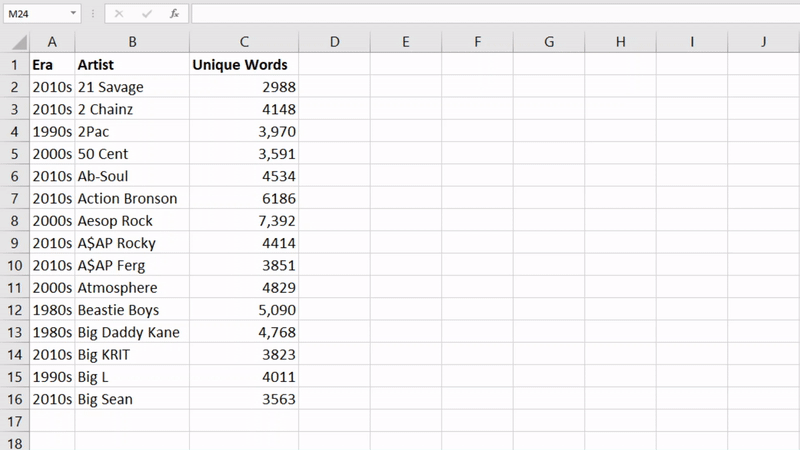 M24 fx
A B C D E F G H I J
1 Era Artist Unique Words
2 2010s 21 Savage 2988
3 2010s 2 Chainz 4148
4 1990s 2Pac 3,970
5 2000s 50 Cent 3,591
6 2010s Ab-Soul 4534
7 2010s Action Bronson 6186
8 2000s Aesop Rock 7,392
9 2010s A$AP Rocky 4414
10 2010s A$AP Ferg 3851
11 2000s Atmosphere 4829
12 1980s Beastie Boys 5,090
13 1980s Big Daddy Kane 4,768
14 2010s Big KRIT 3823
15 1990s Big L 4011
16 2010s Big Sean 3563
17
18